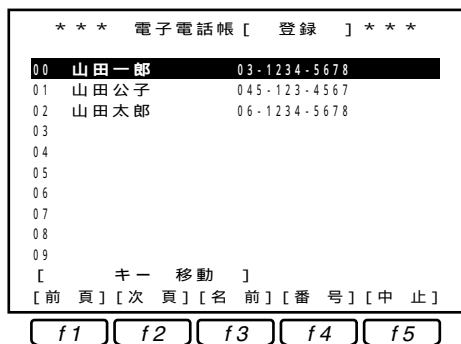 ＊＊＊ 電子電話帳［ 登録 ］＊＊＊
00 山田一郎 03-1234-5678
01 山田公子 045-123-4567
02 山田太郎 06-1234-5678
03
04
05
06
07
08
09
［ キー 移動 ］
［前 頁］［次 頁］［名 前］［番 号］［中 止］
f1 f2 f3 f4 f5